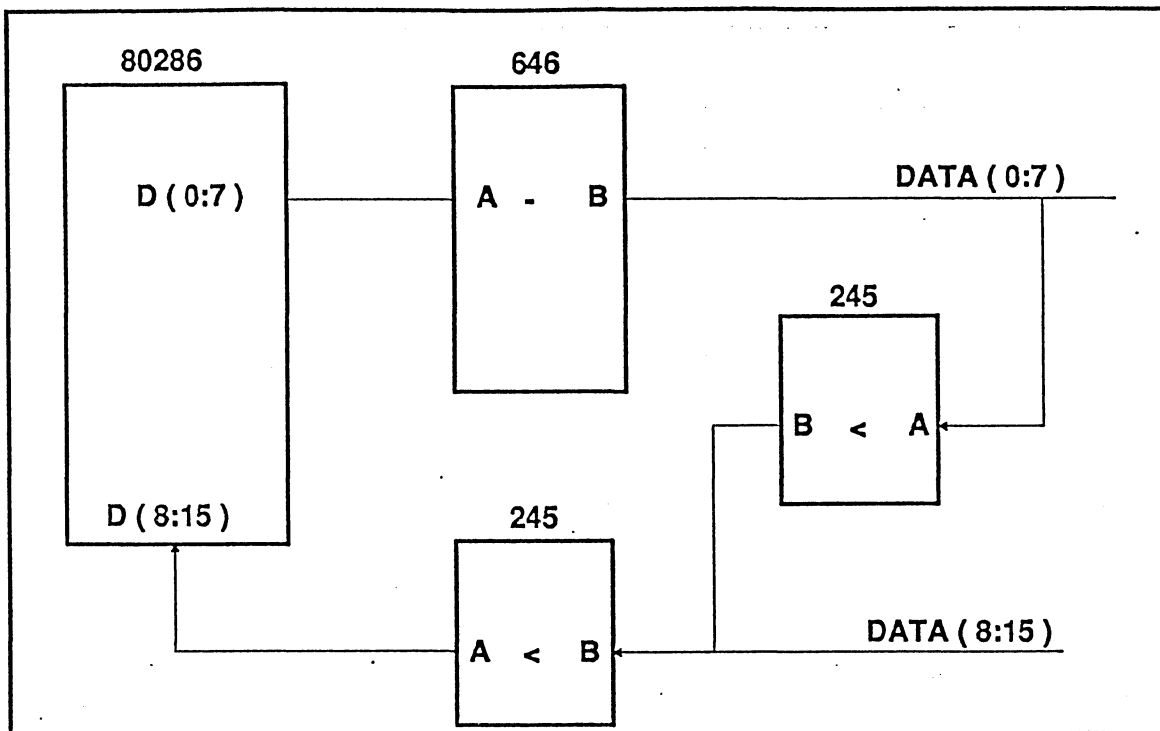 80286
646
D ( 0:7 )
A - B
DATA ( 0:7 )
245
B < A
D ( 8:15 )
245
A < B
DATA ( 8:15 )